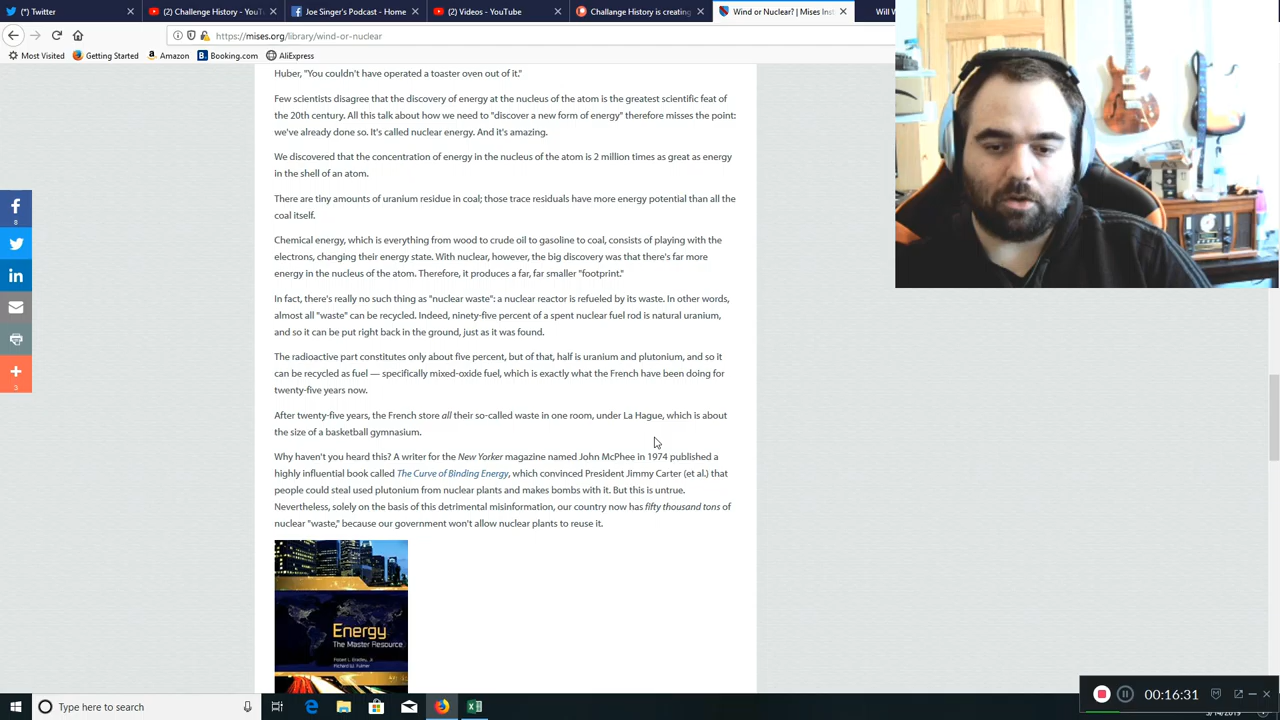 (*) Twitter
(2) Challange History - YouTu
Joe Singer's Podcast - Home
(2) Videos - YouTube
Challange History is creating
Wind or Nuclear? | Mises Inst
Will W
https://mises.org/library/wind-or-nuclear
Most Visited
Getting Started
Amazon
Booking.com
AliExpress
Huber, "You couldn't have operated a toaster oven out of it."
Few scientists disagree that the discovery of energy at the nucleus of the atom is the greatest scientific feat of
the 20th century. All this talk about how we need to "discover a new form of energy" therefore misses the point:
we've already done so. It's called nuclear energy. And it's amazing.
We discovered that the concentration of energy in the nucleus of the atom is 2 million times as great as energy
in the shell of an atom.
There are tiny amounts of uranium residue in coal; those trace residuals have more energy potential than all the
coal itself.
Chemical energy, which is everything from wood to crude oil to gasoline to coal, consists of playing with the
electrons, changing their energy state. With nuclear, however, the big discovery was that there's far more
energy in the nucleus of the atom. Therefore, it produces a far, far smaller "footprint."
In fact, there's really no such thing as "nuclear waste": a nuclear reactor is refueled by its waste. In other words,
almost all "waste" can be recycled. Indeed, ninety-five percent of a spent nuclear fuel rod is natural uranium,
and so it can be put right back in the ground, just as it was found.
The radioactive part constitutes only about five percent, but of that, half is uranium and plutonium, and so it
can be recycled as fuel — specifically mixed-oxide fuel, which is exactly what the French have been doing for
twenty-five years now.
After twenty-five years, the French store all their so-called waste in one room, under La Hague, which is about
the size of a basketball gymnasium.
Why haven't you heard this? A writer for the New Yorker magazine named John McPhee in 1974 published a
highly influential book called The Curve of Binding Energy, which convinced President Jimmy Carter (et al.) that
people could steal used plutonium from nuclear plants and makes bombs with it. But this is untrue.
Nevertheless, solely on the basis of this detrimental misinformation, our country now has fifty thousand tons of
nuclear "waste," because our government won't allow nuclear plants to reuse it.
8
3
Energy
The Master Resource
Robert L. Bradley, Jr.
Richard W. Fulmer
Type here to search
00:16:31
5/14/2019